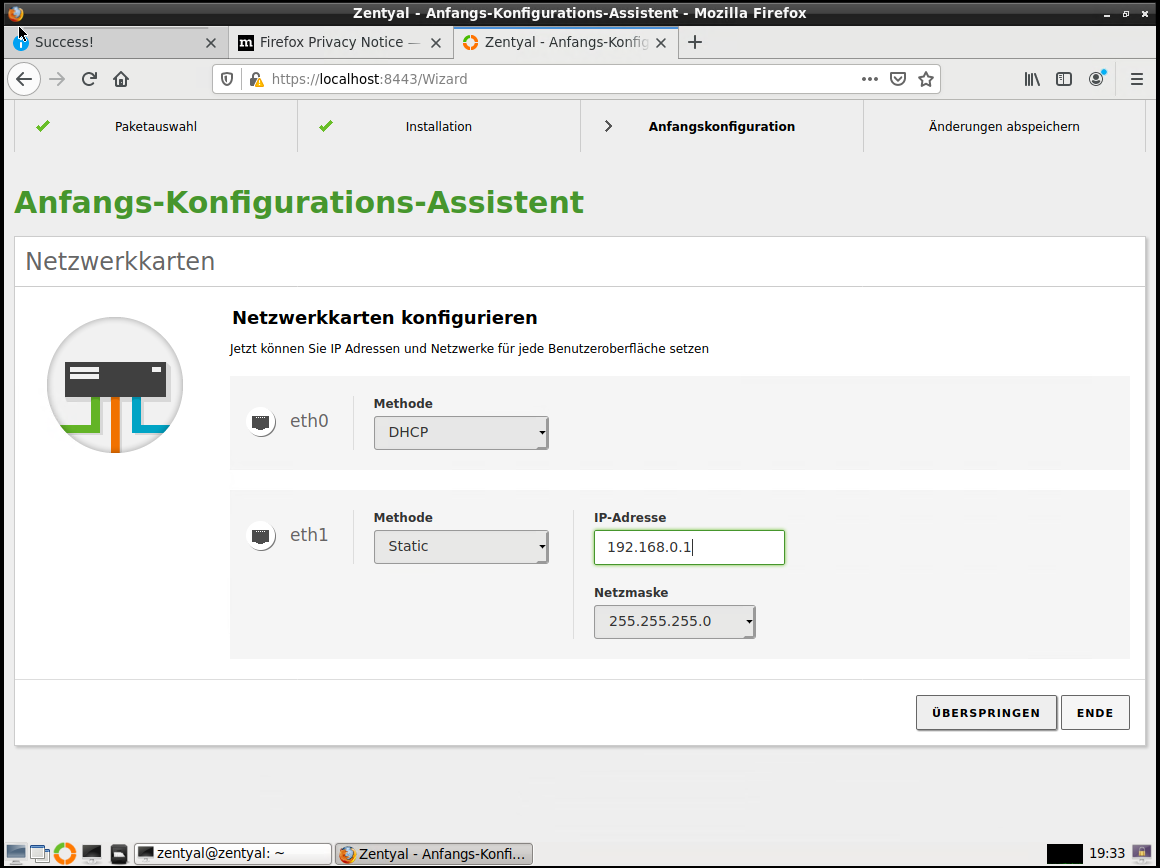 Zentyal - Anfangs-Konfigurations-Assistent - Mozilla Firefox
Success!
Firefox Privacy Notice —
Zentyal - Anfangs-Konfig
https://localhost:8443/Wizard
Paketauswahl
Installation
Anfangskonfiguration
Änderungen abspeichern
Anfangs-Konfigurations-Assistent
Netzwerkkarten
Netzwerkkarten konfigurieren
Jetzt können Sie IP Adressen und Netzwerke für jede Benutzeroberfläche setzen
eth0
Methode
DHCP
eth1
Methode
Static
IP-Adresse
192.168.0.1
Netzmaske
255.255.255.0
ÜBERSPRINGEN
ENDE
zentyal@zentyal: ~
Zentyal - Anfangs-Konfi...
19:33